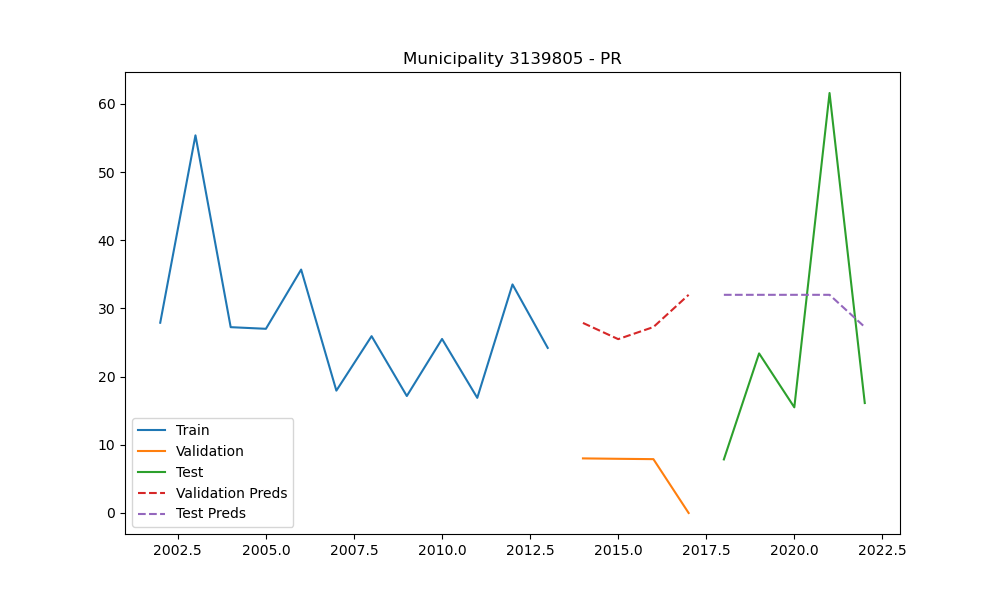 Municipality 3139805 - PR
60
50
40
30
20
10
0
Train
Validation
Test
Validation Preds
Test Preds
2002.5 2005.0 2007.5 2010.0 2012.5 2015.0 2017.5 2020.0 2022.5